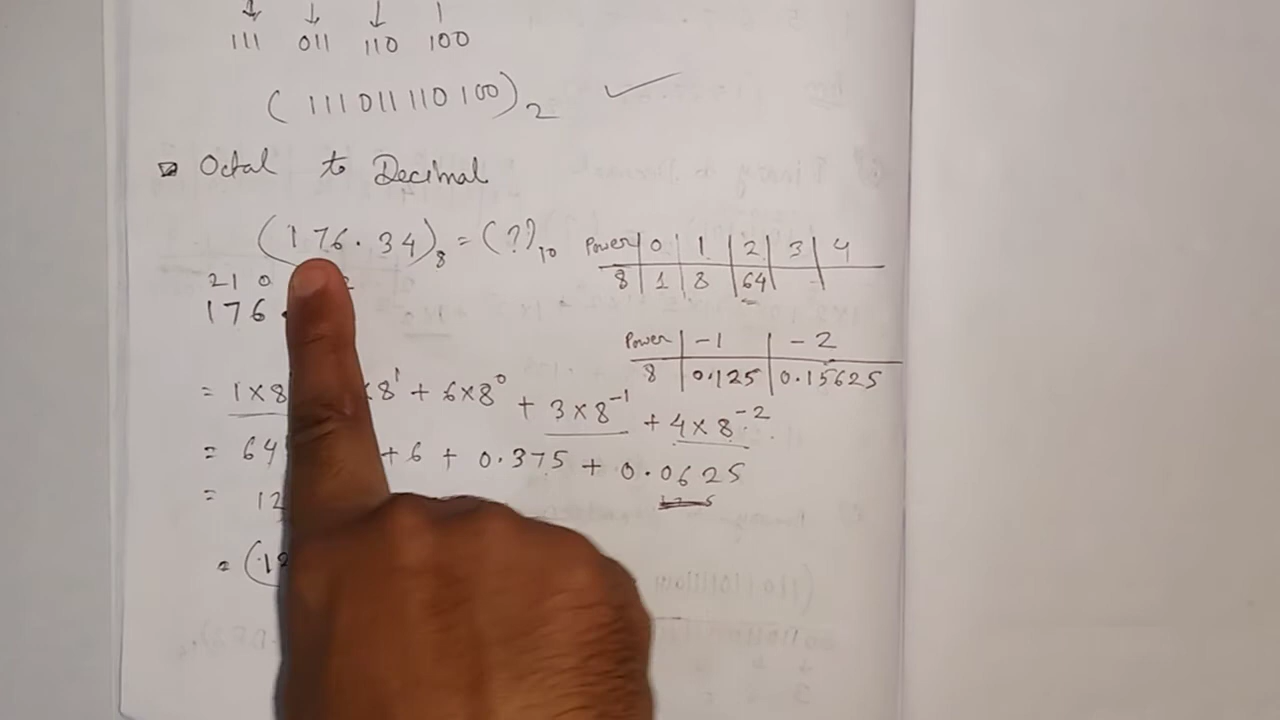 111 011 110 100
(111011110100)2
Octal to Decimal
(176.34)8 = (?)10
Power 0 1 2 3 4
8 1 8 64
21 0
176
Power -1 -2
8 0.125 0.15625
= 1×8 8¹ + 6×8⁰ + 3×8⁻¹ + 4×8⁻²
= 64 +6 + 0.375 + 0.0625
= 12
= (12